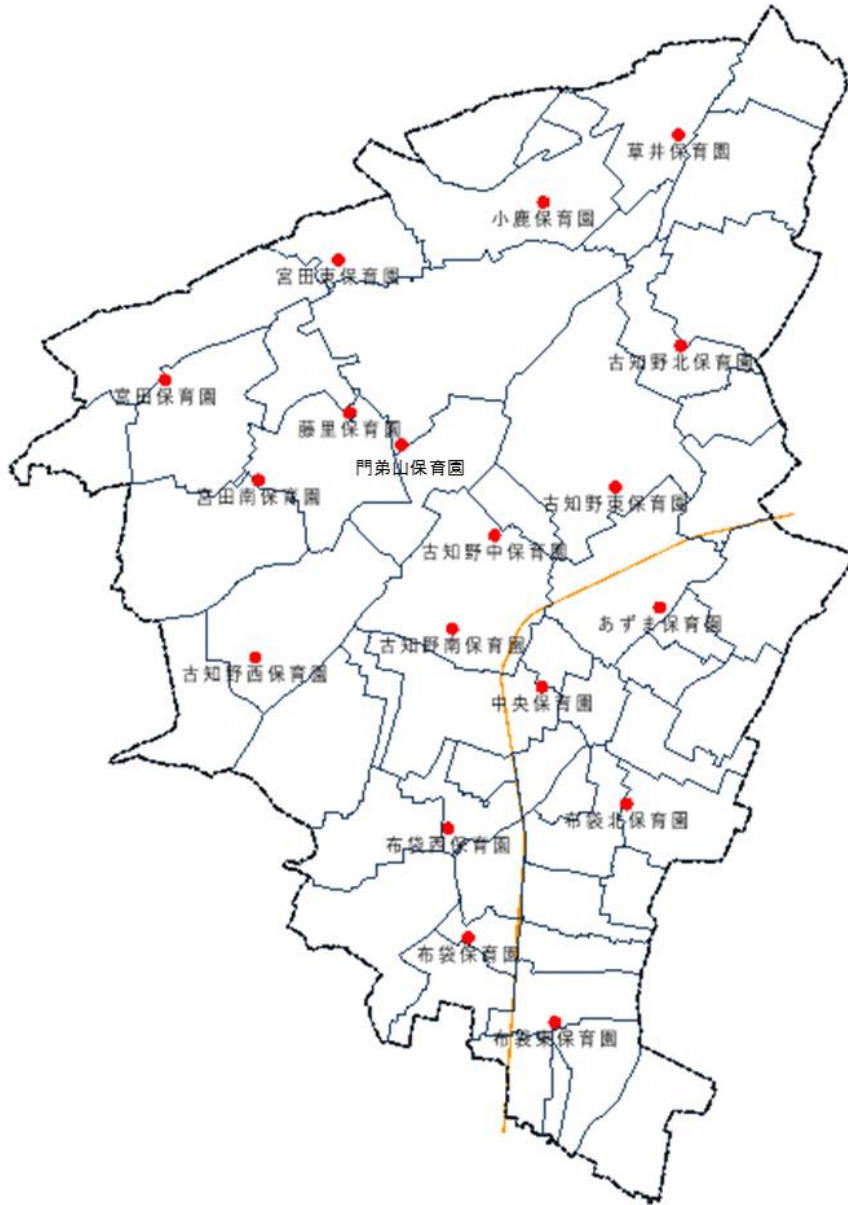 草井保育園
小鹿保育園
宮田東保育園
古知野北保育園
宮田保育園
藤里保育園
門弟山保育園
宮田南保育園
古知野東保育園
古知野中保育園
あずま保育園
古知野南保育園
古知野西保育園
中央保育園
布袋北保育園
布袋西保育園
布袋保育園
布袋東保育園